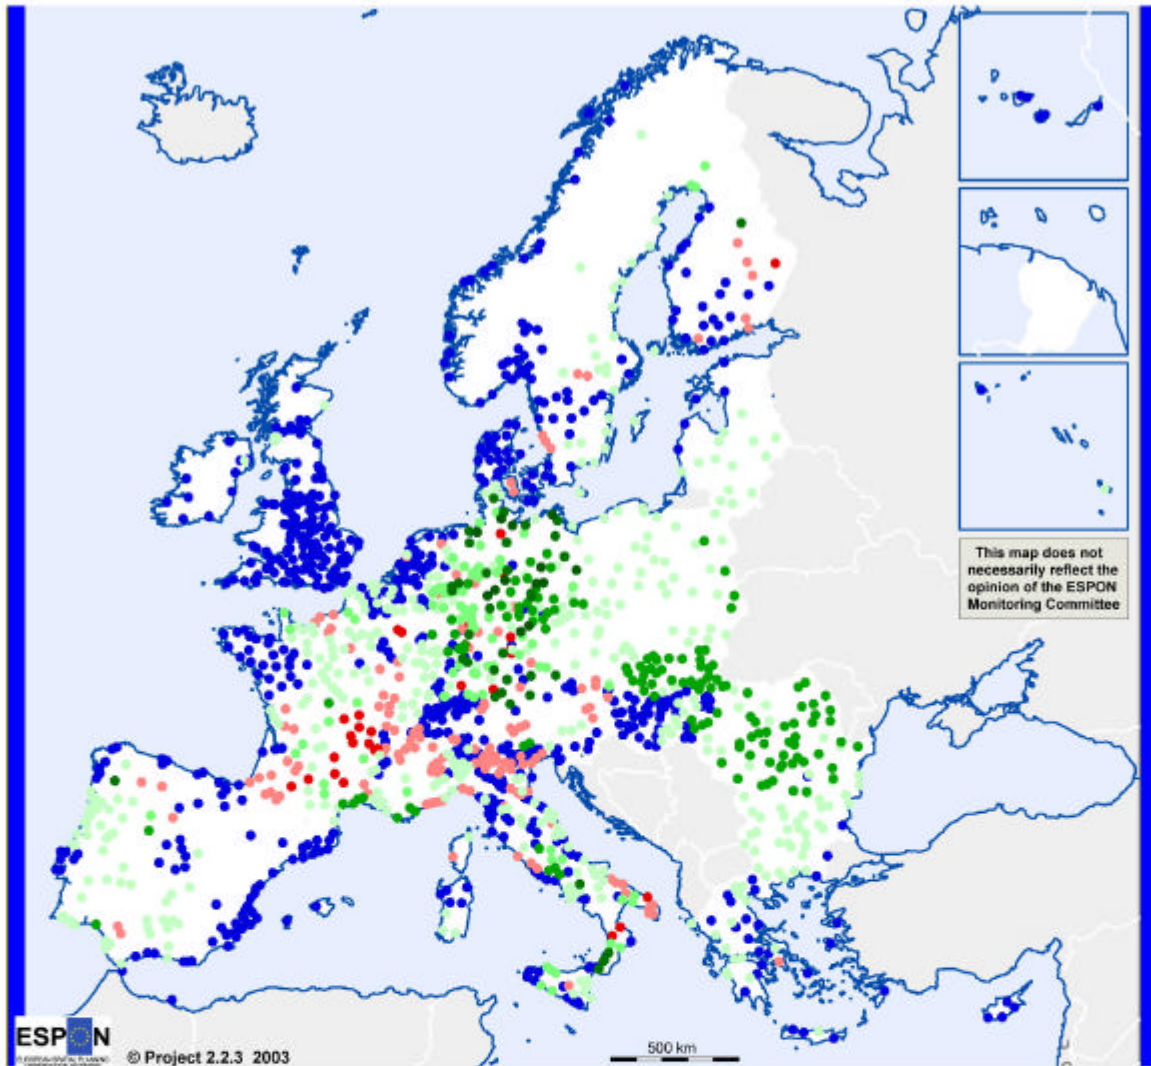 This map does not
necessarily reflect the
opinion of the ESPON
Monitoring Committee
ESPON
© Project 2.2.3 2003
500 km